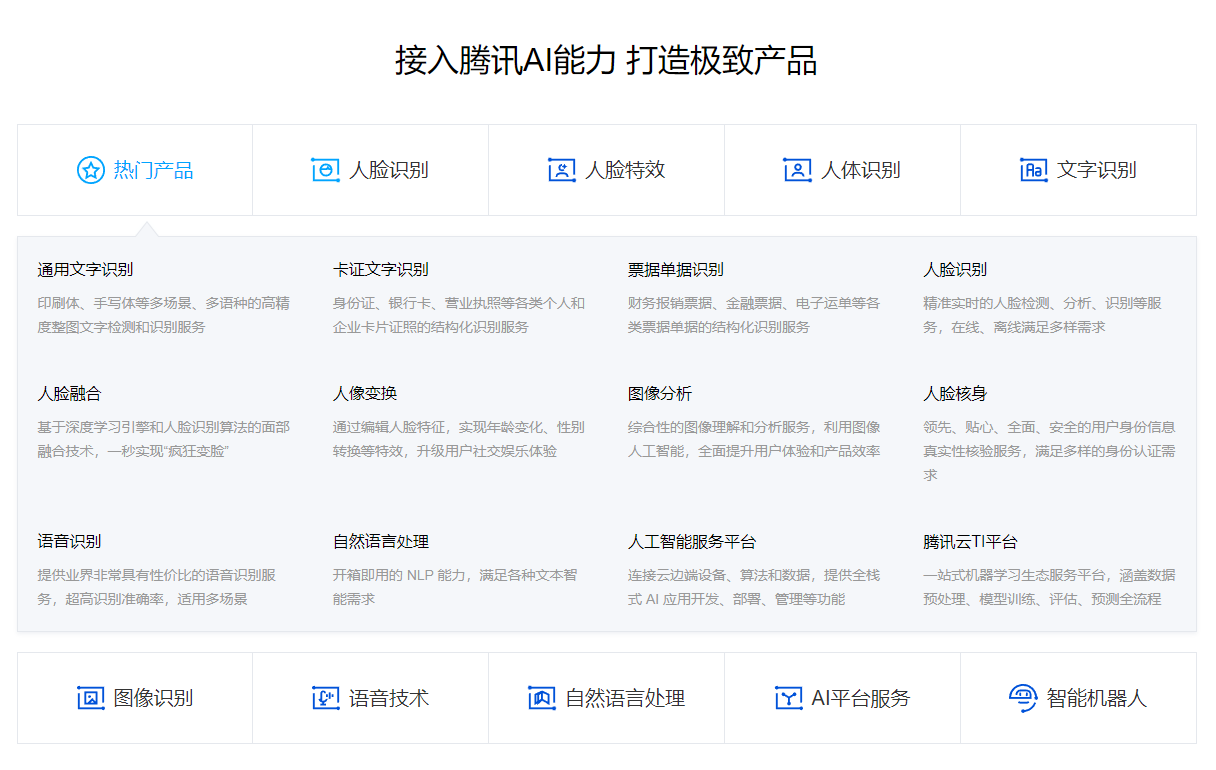 接入腾讯AI能力 打造极致产品
热门产品
人脸识别
人脸特效
人体识别
文字识别
通用文字识别
印刷体、手写体等多场景、多语种的高精
度整图文字检测和识别服务
卡证文字识别
身份证、银行卡、营业执照等各类个人和
企业卡片证照的结构化识别服务
票据单据识别
财务报销票据、金融票据、电子运单等各
类票据单据的结构化识别服务
人脸识别
精准实时的人脸检测、分析、识别等服
务，在线、离线满足多样需求
人脸融合
基于深度学习引擎和人脸识别算法的面部
融合技术，一秒实现“疯狂变脸”
人像变换
通过编辑人脸特征，实现年龄变化、性别
转换等特效，升级用户社交娱乐体验
图像分析
综合性的图像理解和分析服务，利用图像
人工智能，全面提升用户体验和产品效率
人脸核身
领先、贴心、全面、安全的用户身份信息
真实性核验服务，满足多样的身份认证需
求
语音识别
提供业界非常具有性价比的语音识别服
务，超高识别准确率，适用多场景
自然语言处理
开箱即用的 NLP 能力，满足各种文本智
能需求
人工智能服务平台
连接云边端设备、算法和数据，提供全栈
式 AI 应用开发、部署、管理等功能
腾讯云TI平台
一站式机器学习生态服务平台，涵盖数据
预处理、模型训练、评估、预测全流程
图像识别
语音技术
自然语言处理
AI平台服务
智能机器人